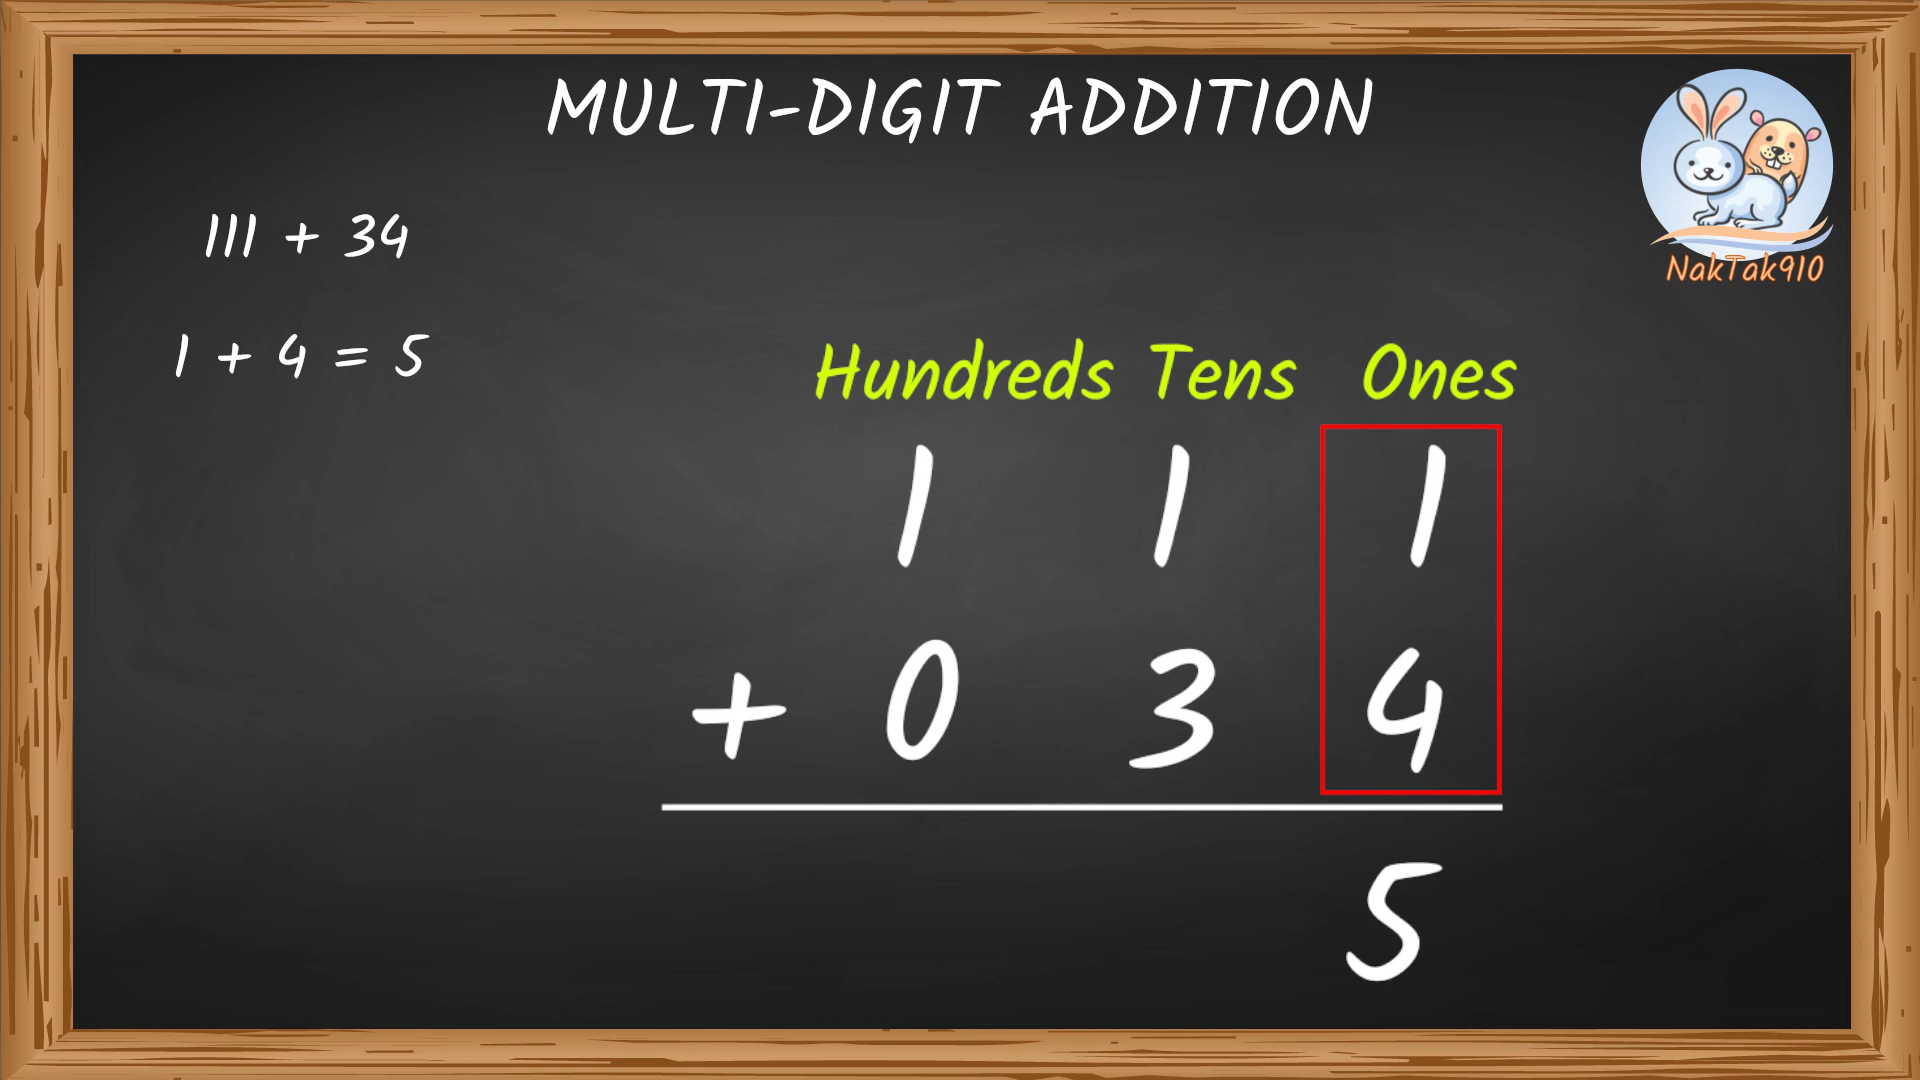 MULTI-DIGIT ADDITION
NakTak910
111 + 34
1 + 4 = 5
Hundreds Tens Ones
1 1 1
+ 0 3 4
5